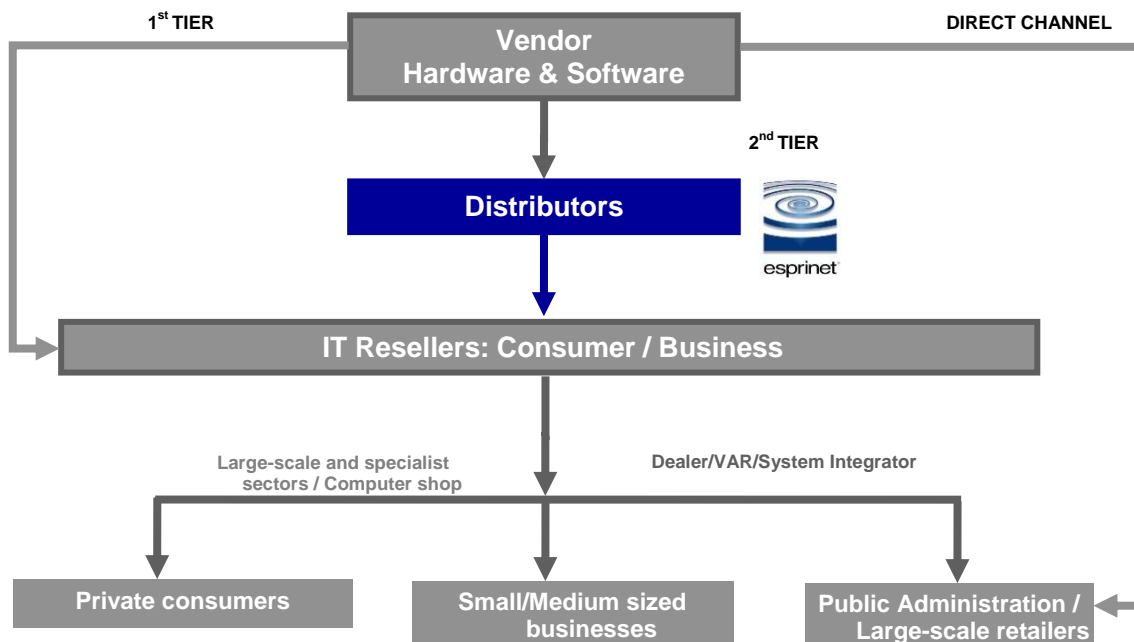 1st TIER
DIRECT CHANNEL
Vendor
Hardware & Software
2nd TIER
Distributors
esprinet
IT Resellers: Consumer / Business
Large-scale and specialist
sectors / Computer shop
Dealer/VAR/System Integrator
Private consumers
Small/Medium sized
businesses
Public Administration /
Large-scale retailers